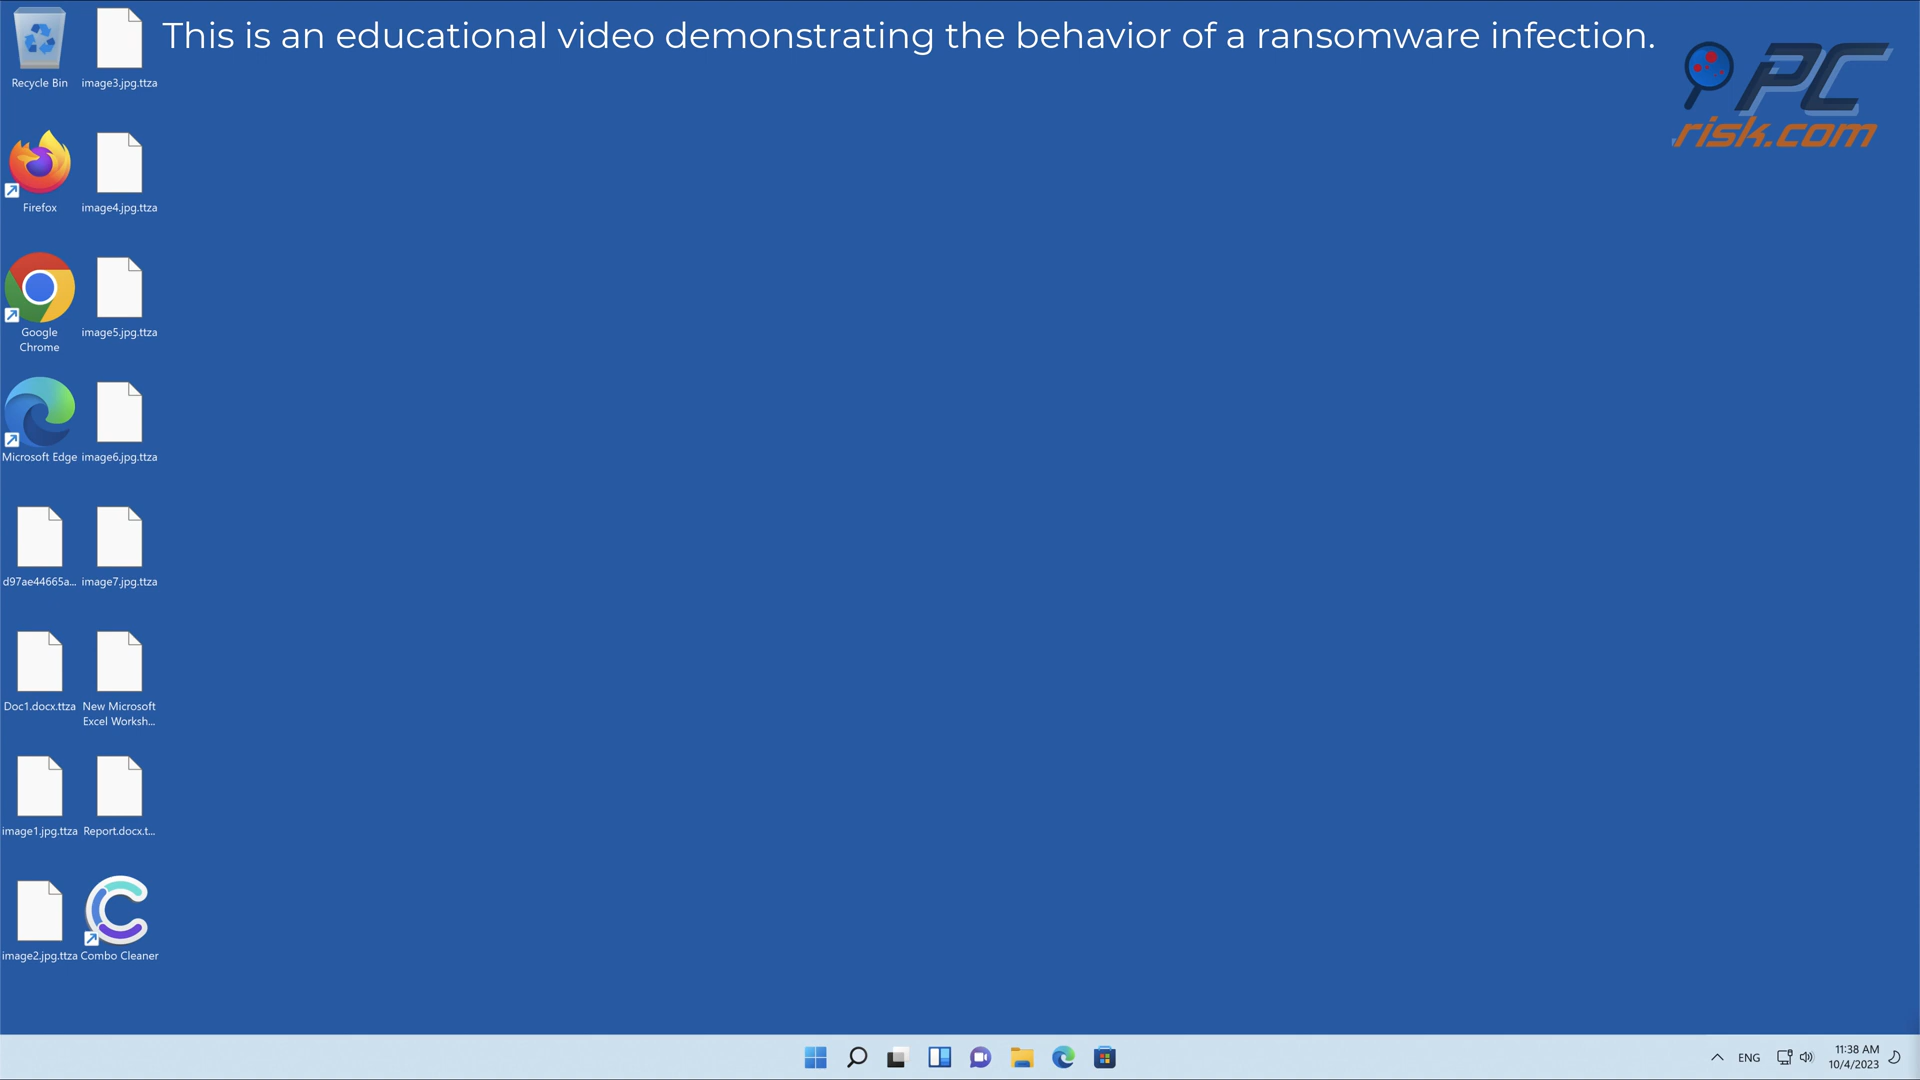 This is an educational video demonstrating the behavior of a ransomware infection.
PC
risk.com
Recycle Bin
image3.jpg.ttza
Firefox
image4.jpg.ttza
Google
Chrome
image5.jpg.ttza
Microsoft Edge
image6.jpg.ttza
d97ae44665a...
image7.jpg.ttza
Doc1.docx.ttza
New Microsoft
Excel Worksh...
image1.jpg.ttza
Report.docx.t...
image2.jpg.ttza
Combo Cleaner
ENG
11:38 AM
10/4/2023